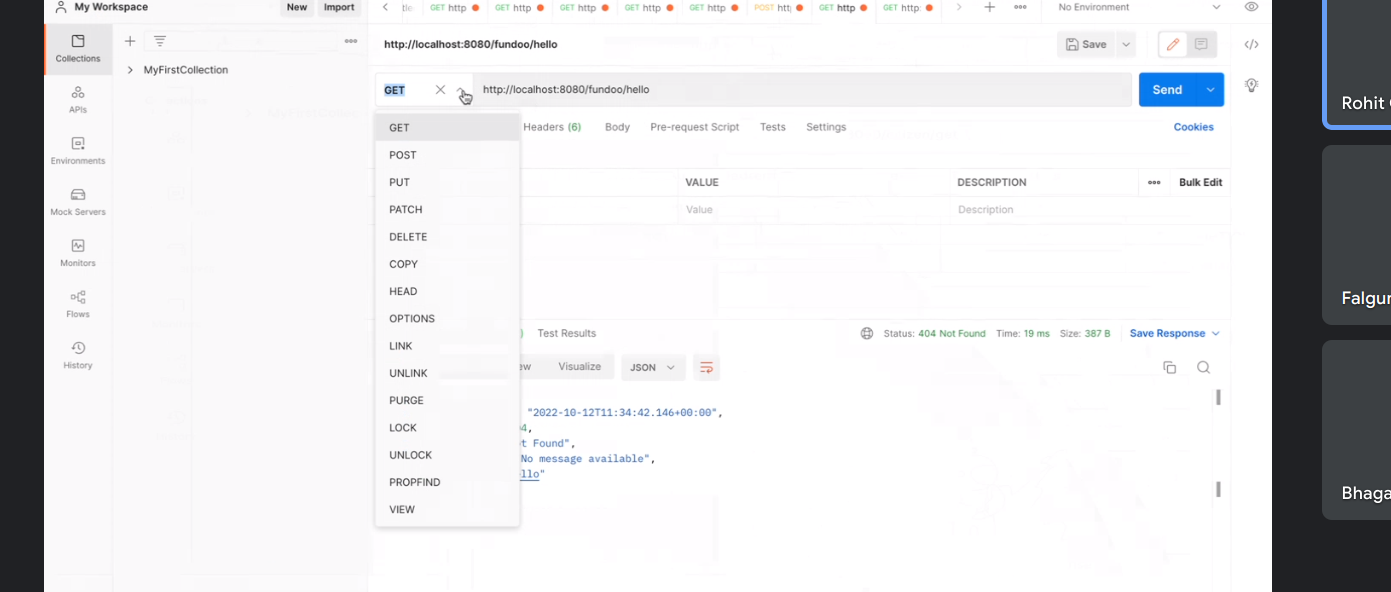 My Workspace
New
Import
GET http
GET http
GET http
GET http
GET http
POST htt
GET http
GET http
No Environment
Collections
APIs
Environments
Mock Servers
Monitors
Flows
History
MyFirstCollection
http://localhost:8080/fundoo/hello
Save
GET
http://localhost:8080/fundoo/hello
Send
Headers (6)
Body
Pre-request Script
Tests
Settings
Cookies
VALUE
DESCRIPTION
Bulk Edit
Value
Description
GET
POST
PUT
PATCH
DELETE
COPY
HEAD
OPTIONS
LINK
UNLINK
PURGE
LOCK
UNLOCK
PROPFIND
VIEW
Test Results
Status: 404 Not Found
Time: 19 ms
Size: 387 B
Save Response
Visualize
JSON
"2022-10-12T11:34:42.146+00:00",
4,
t Found",
No message available",
llo"
Rohit
Falgu
Bhaga